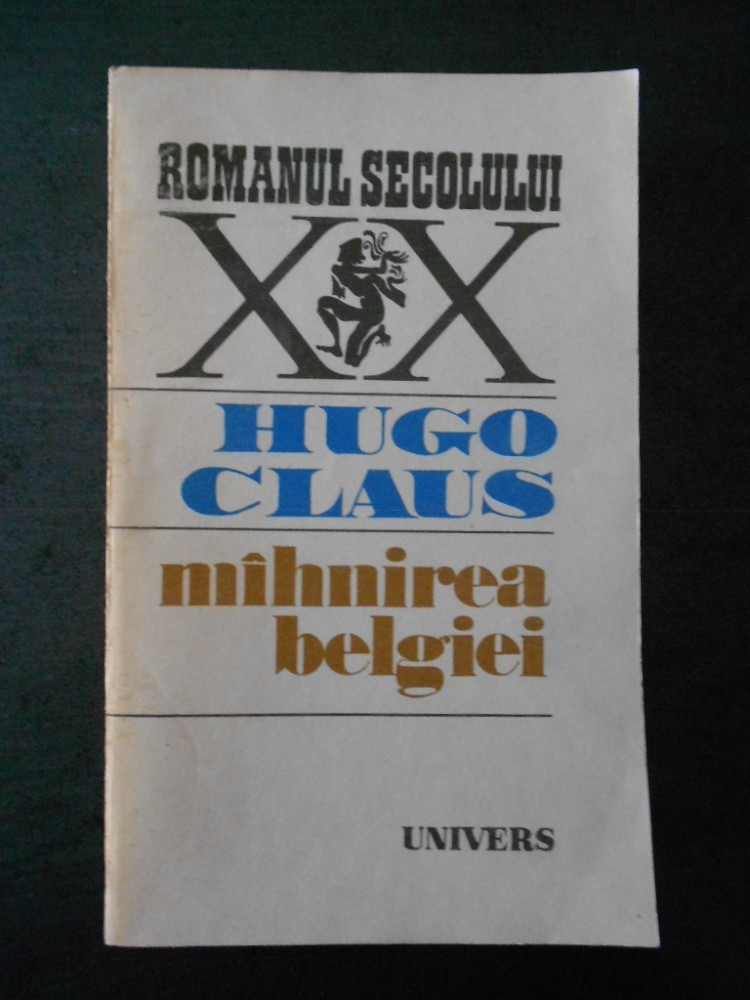 ROMANUL SECOLULUI
XX
HUGO
CLAUS
mîhnirea
belgiei
UNIVERS